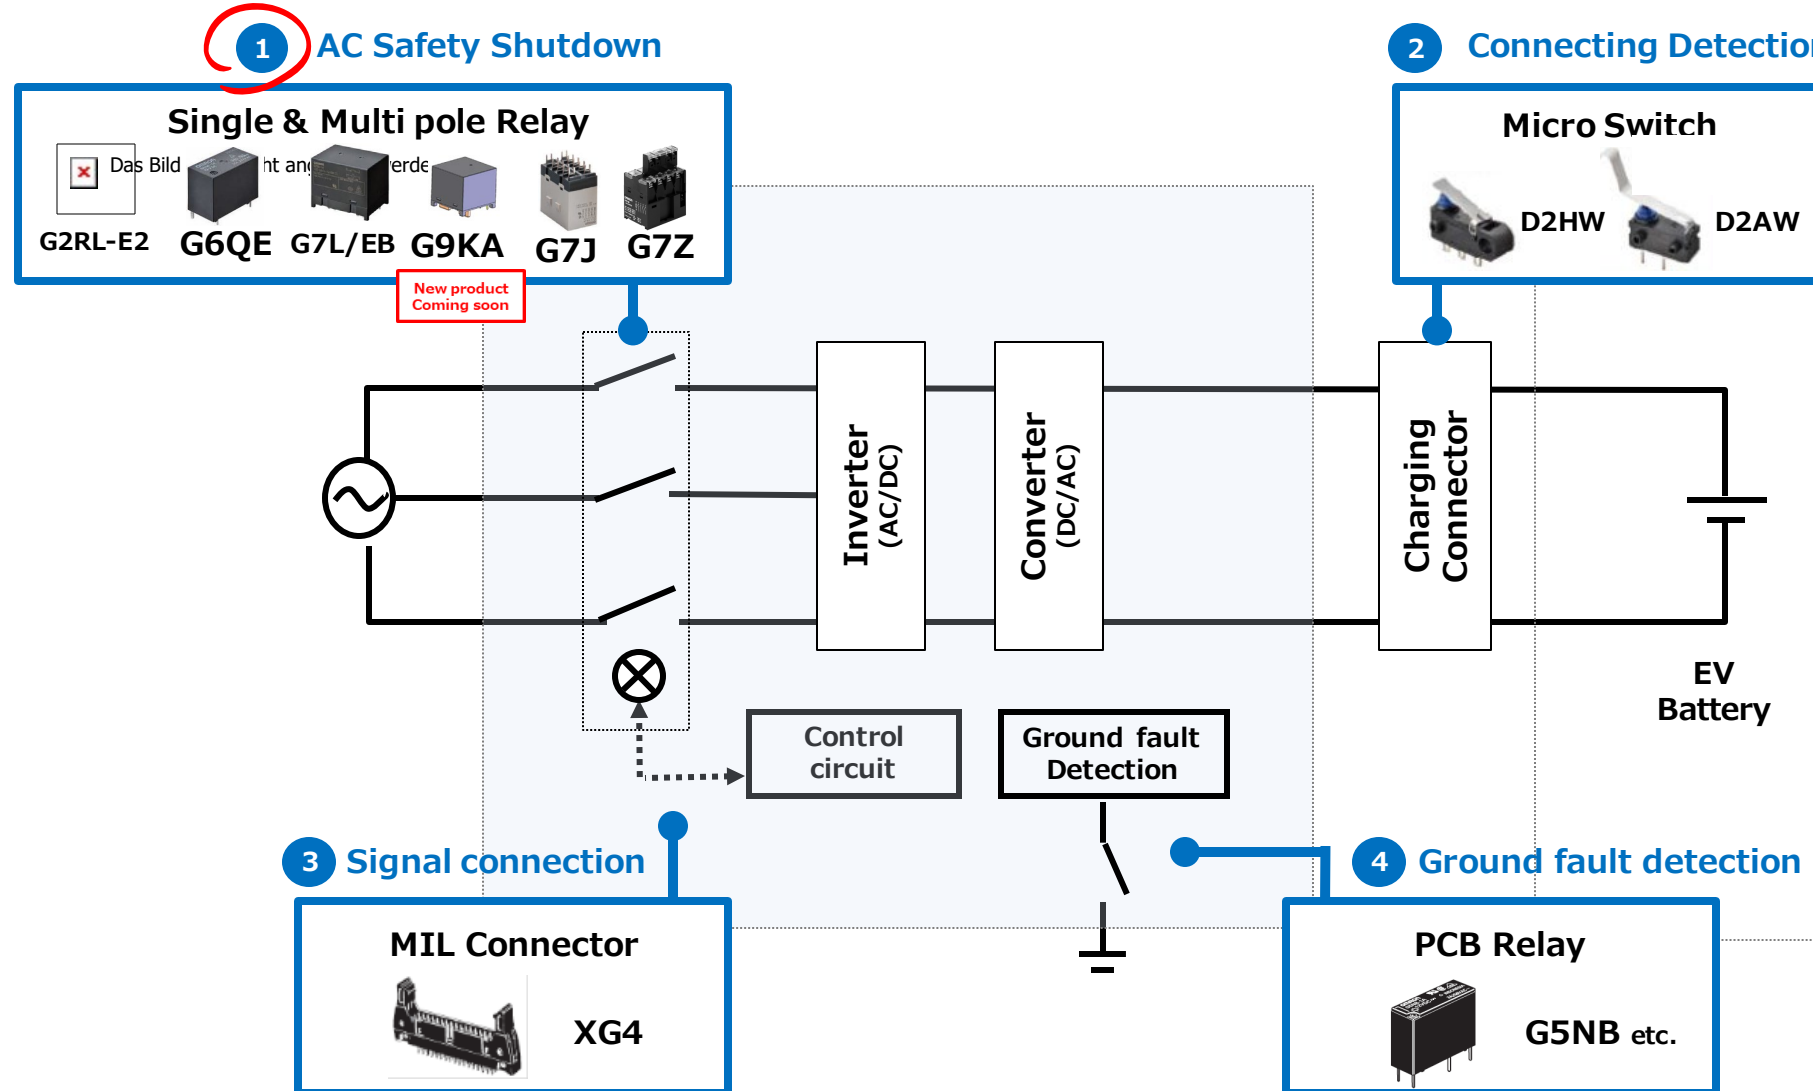 1 AC Safety Shutdown
Single & Multi pole Relay
Das Bild ht ang werde
G2RL-E2 G6QE G7L/EB G9KA G7J G7Z
New product
Coming soon
2 Connecting Detection
Micro Switch
D2HW D2AW
Inverter
(AC/DC)
Converter
(DC/AC)
Charging
Connector
EV
Battery
Control
circuit
Ground fault
Detection
3 Signal connection
MIL Connector
XG4
4 Ground fault detection
PCB Relay
G5NB etc.